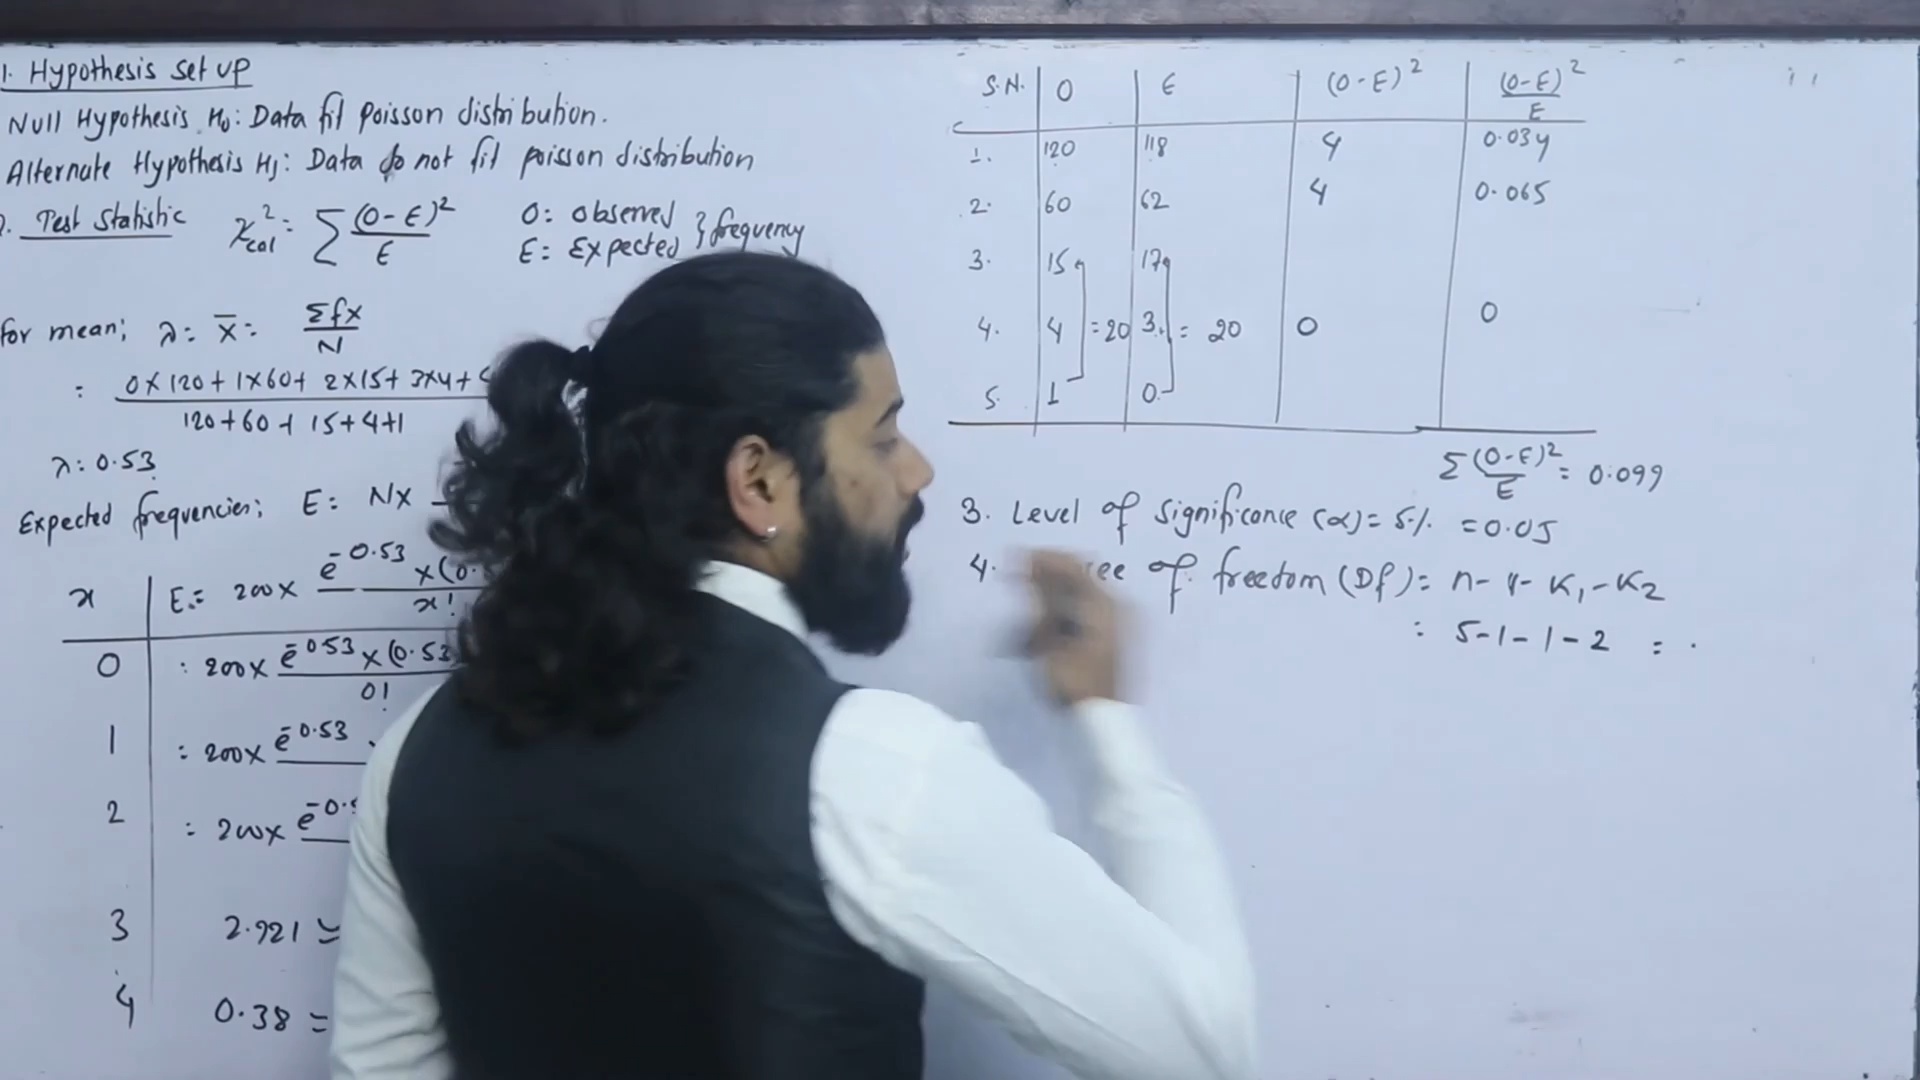 1. Hypothesis Set up
Null Hypothesis H0: Data fit poisson distribution.
Alternate Hypothesis H1: Data do not fit poisson distribution
Test Statistic χ²cal = Σ (O-E)²/E O: Observed E: Expected } frequency
For mean; λ = x̄ = Σfx/N
= 0×120+1×60+2×15+3×4+
120+60+15+4+1
λ: 0.53
Expected frequencies; E = N×
x E = 200× e^-0.53 ×(0. / x!
0 : 200× e^-0.53 ×(0.53 / 0!
1 : 200× e^-0.53
2 = 200× e^-0.
3 2.921 ≃
4 0.38 =
S.N. O E (O-E)² (O-E)²/E
1. 120 118 4 0.034
2. 60 62 4 0.065
3. 15 17
4. 4 =20 3 = 20 0 0
5. 1 0
Σ (O-E)²/E = 0.099
3. Level of significance (α)= 5% = 0.05
4. ree of freedom (Df) = n-1-K1-K2
= 5-1-1-2 =